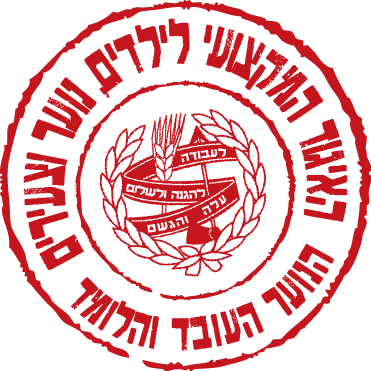 האיגוד המקצועי לילדים נוער וצעירים
הנוער העובד והלומד
לעבודה
להגנה ולשלום
עלה והגשם